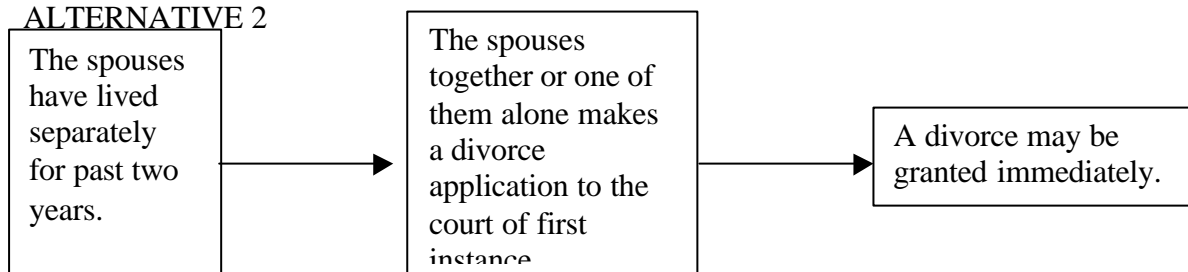 ALTERNATIVE 2
The spouses
have lived
separately
for past two
years.
The spouses
together or one of
them alone makes
a divorce
application to the
court of first
instance
A divorce may be
granted immediately.